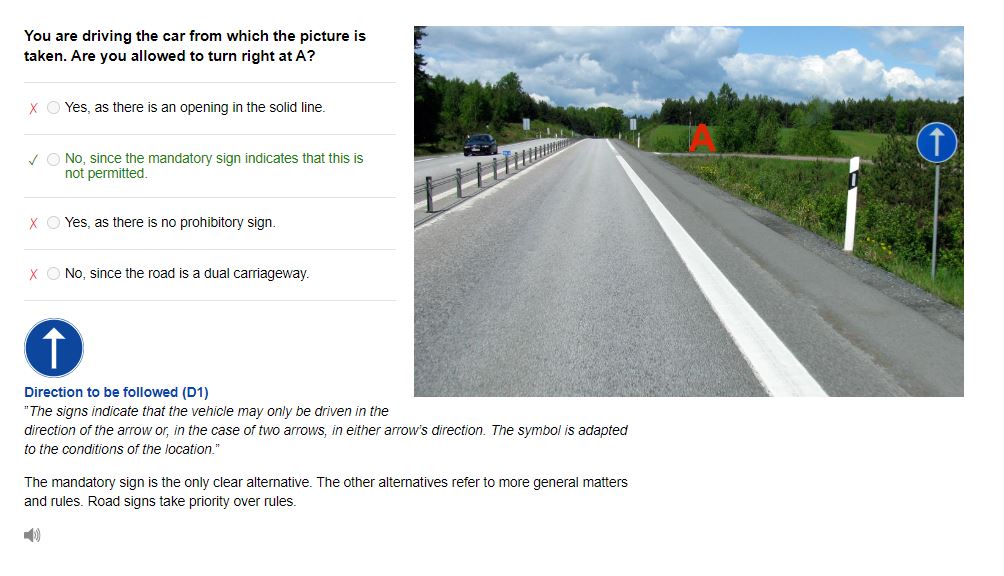 You are driving the car from which the picture is
taken. Are you allowed to turn right at A?
Yes, as there is an opening in the solid line.
No, since the mandatory sign indicates that this is
not permitted.
Yes, as there is no prohibitory sign.
No, since the road is a dual carriageway.
A
Direction to be followed (D1)
"The signs indicate that the vehicle may only be driven in the
direction of the arrow or, in the case of two arrows, in either arrow's direction. The symbol is adapted
to the conditions of the location."
The mandatory sign is the only clear alternative. The other alternatives refer to more general matters
and rules. Road signs take priority over rules.